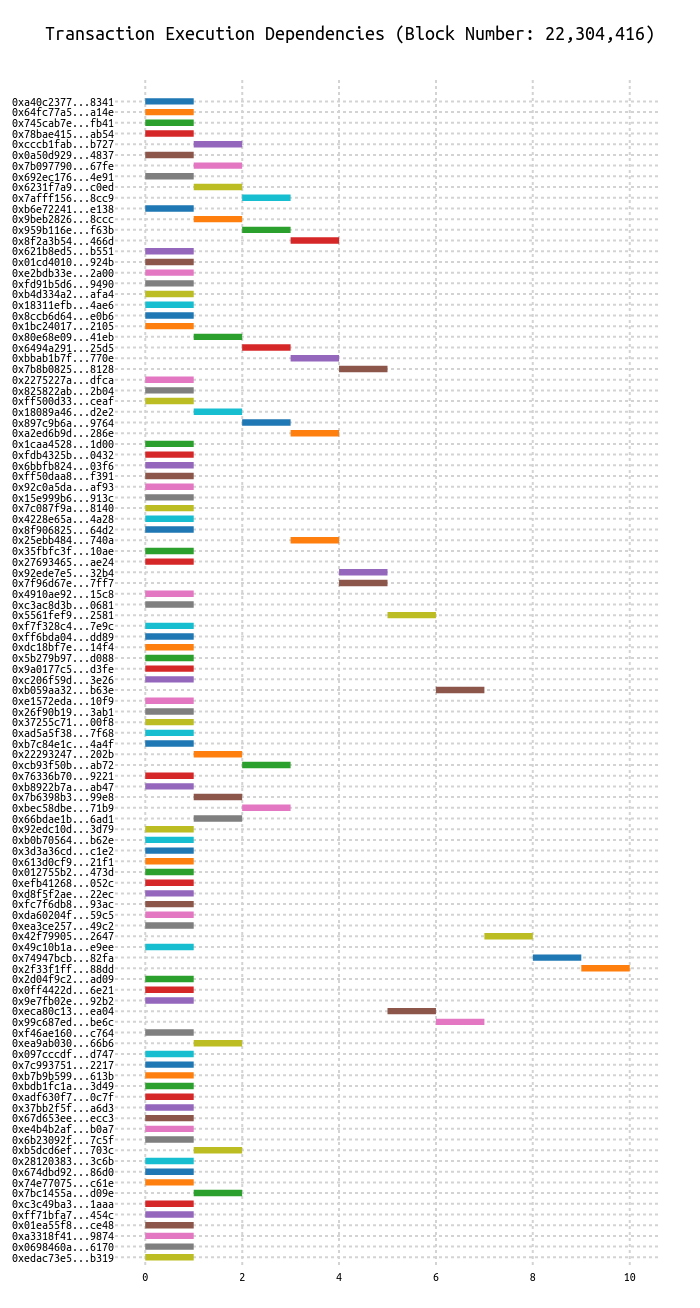 Transaction Execution Dependencies (Block Number: 22,304,416)
0xa40c2377...8341
0x64fc77a5...a14e
0x745cab7e...fb41
0x78bae415...ab54
0xcccb1fab...b727
0x0a50d929...4837
0x7b097790...67fe
0x692ec176...4e91
0x6231f7a9...c0ed
0x7afff156...8cc9
0xb6e72241...e138
0x9beb2826...8ccc
0x959b116e...f63b
0x8f2a3b54...466d
0x621b8ed5...b551
0x01cd4010...924b
0xe2bdb33e...2a00
0xfd91b5d6...9490
0xb4d334a2...afa4
0x18311efb...4ae6
0x8ccb6d64...e0b6
0x1bc24017...2105
0x80e68e09...41eb
0x6494a291...25d5
0xbbab1b7f...770e
0x7b8b0825...8128
0x2275227a...dfca
0x825822ab...2b04
0xff500d33...ceaf
0x18089a46...d2e2
0x897c9b6a...9764
0xa2ed6b9d...286e
0x1caa4528...1d00
0xfdb4325b...0432
0x6bbfb824...03f6
0xff50daa8...f391
0x92c0a5da...af93
0x15e999b6...913c
0x7c087f9a...8140
0x4228e65a...4a28
0x8f906825...64d2
0x25ebb484...740a
0x35fbfc3f...10ae
0x27693465...ae24
0x92ede7e5...32b4
0x7f96d67e...7ff7
0x4910ae92...15c8
0xc3ac8d3b...0681
0x5561fef9...2581
0xf7f328c4...7e9c
0xff6bda04...dd89
0xdc18bf7e...14f4
0x5b279b97...d088
0x9a0177c5...d3fe
0xc206f59d...3e26
0xb059aa32...b63e
0xe1572eda...10f9
0x26f90b19...3ab1
0x37255c71...00f8
0xad5a5f38...7f68
0xb7c84e1c...4a4f
0x22293247...202b
0xcb93f50b...ab72
0x76336b70...9221
0xb8922b7a...ab47
0x7b6398b3...99e8
0xbec58dbe...71b9
0x66bdae1b...6ad1
0x92edc10d...3d79
0xb0b70564...b62e
0x3d3a36cd...c1e2
0x613d0cf9...21f1
0x012755b2...473d
0xefb41268...052c
0xd8f5f2ae...22ec
0xfc7f6db8...93ac
0xda60204f...59c5
0xea3ce257...49c2
0x42f79905...2647
0x49c10b1a...e9ee
0x74947bcb...82fa
0x2f33f1ff...88dd
0x2d04f9c2...ad09
0x0ff4422d...6e21
0x9e7fb02e...92b2
0xeca80c13...ea04
0x99c687ed...be6c
0xf46ae160...c764
0xea9ab030...66b6
0x097cccdf...d747
0x7c993751...2217
0xb7b9b599...613b
0xbdb1fc1a...3d49
0xadf630f7...0c7f
0x37bb2f5f...a6d3
0x67d653ee...ecc3
0xe4b4b2af...b0a7
0x6b23092f...7c5f
0xb5dcd6ef...703c
0x28120383...3c6b
0x674dbd92...86d0
0x74e77075...c61e
0x7bc1455a...d09e
0xc3c49ba3...1aaa
0xff71bfa7...454c
0x01ea55f8...ce48
0xa3318f41...9874
0x0698460a...6170
0xedac73e5...b319
0 2 4 6 8 10